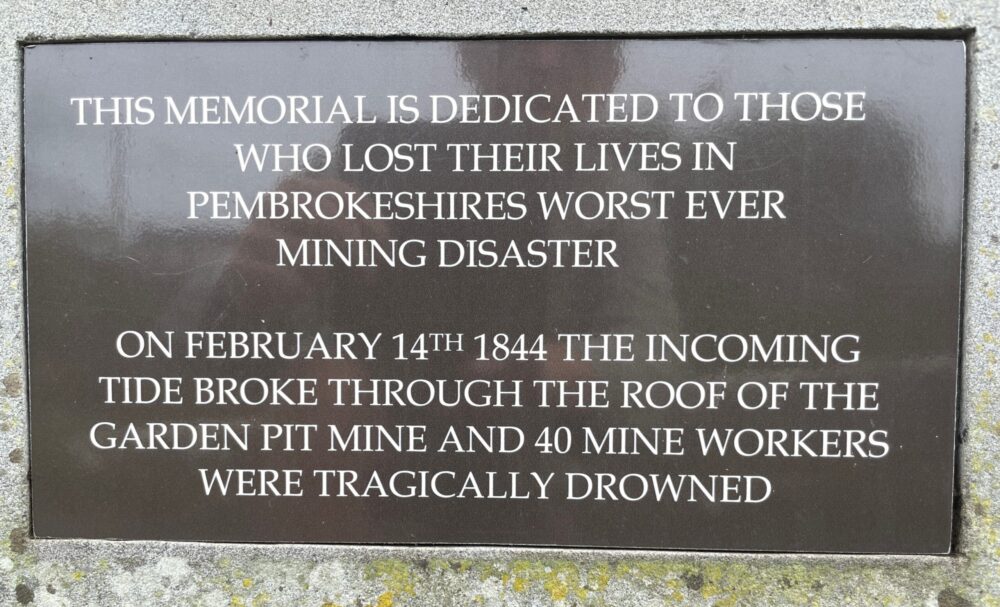 THIS MEMORIAL IS DEDICATED TO THOSE
WHO LOST THEIR LIVES IN
PEMBROKESHIRES WORST EVER
MINING DISASTER
ON FEBRUARY 14TH 1844 THE INCOMING
TIDE BROKE THROUGH THE ROOF OF THE
GARDEN PIT MINE AND 40 MINE WORKERS
WERE TRAGICALLY DROWNED